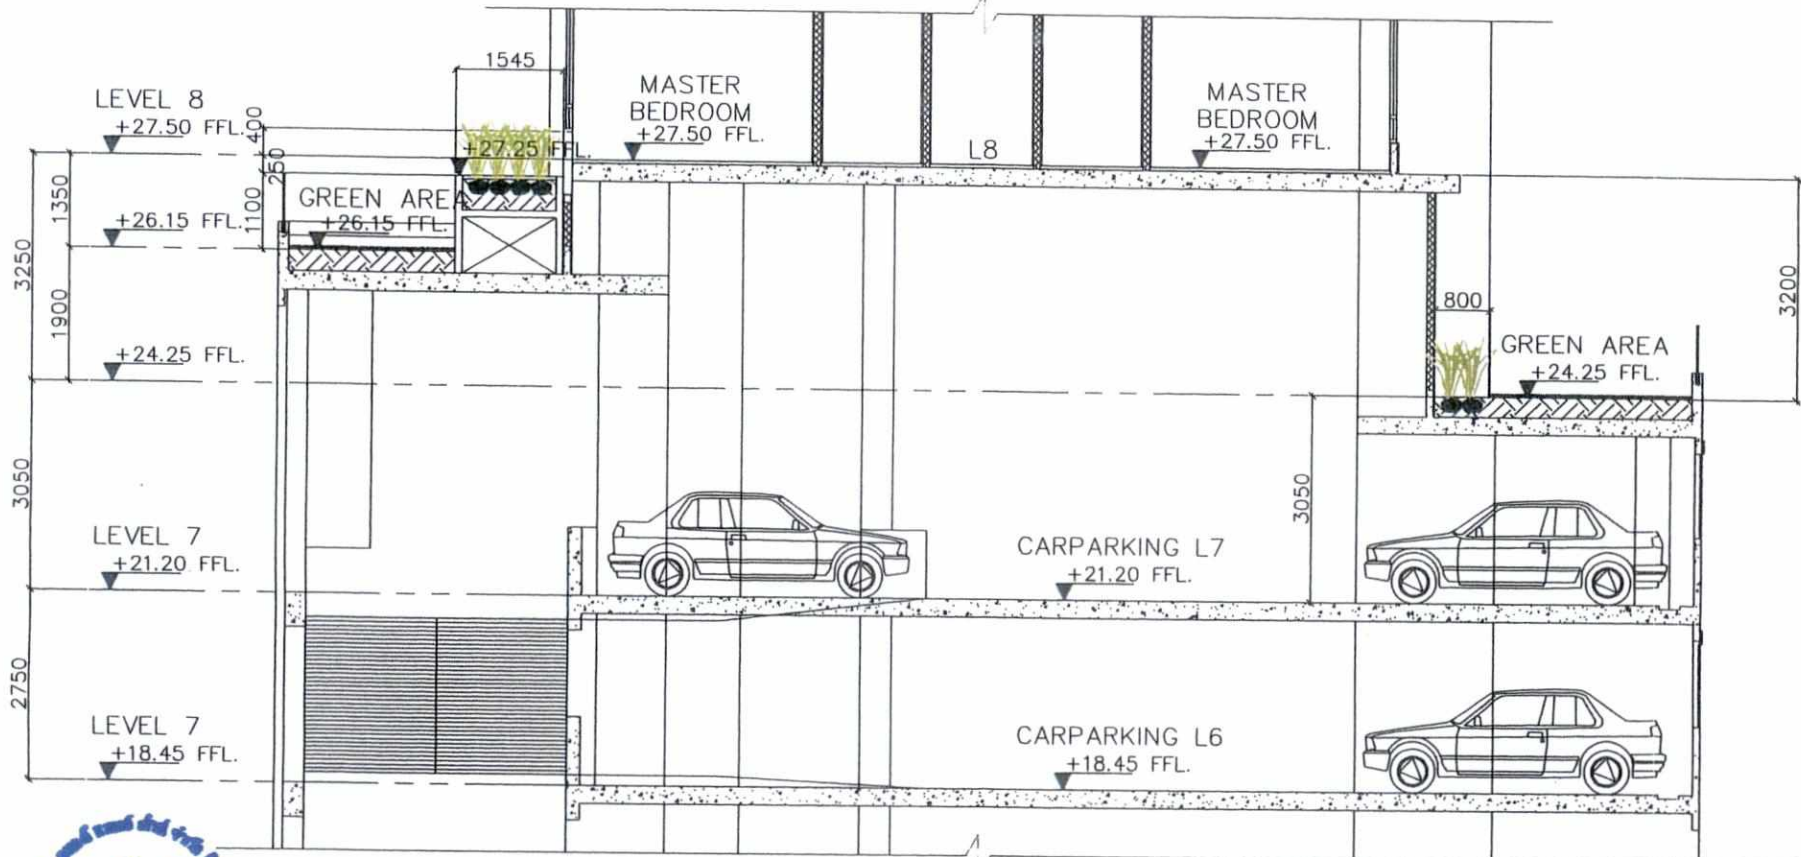 1545
LEVEL 8
+27.50 FFL.
400
250
1100
+27.25 FFL.
MASTER
BEDROOM
+27.50 FFL.
L8
MASTER
BEDROOM
+27.50 FFL.
GREEN AREA
+26.15 FFL.
+26.15 FFL.
1350
1900
3250
+24.25 FFL.
800
GREEN AREA
+24.25 FFL.
3200
3050
3050
LEVEL 7
+21.20 FFL.
CARPARKING L7
+21.20 FFL.
2750
LEVEL 7
+18.45 FFL.
CARPARKING L6
+18.45 FFL.